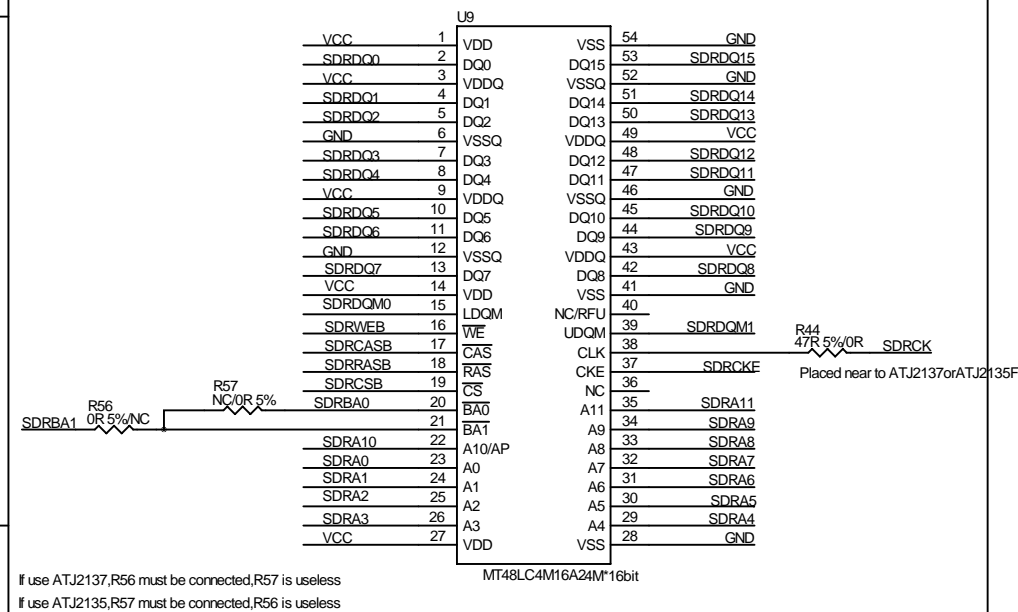 U9
VCC 1 VDD VSS 54 GND
SDRDQ0 2 DQ0 DQ15 53 SDRDQ15
VCC 3 VDDQ VSSQ 52 GND
SDRDQ1 4 DQ1 DQ14 51 SDRDQ14
SDRDQ2 5 DQ2 DQ13 50 SDRDQ13
GND 6 VSSQ VDDQ 49 VCC
SDRDQ3 7 DQ3 DQ12 48 SDRDQ12
SDRDQ4 8 DQ4 DQ11 47 SDRDQ11
VCC 9 VDDQ VSSQ 46 GND
SDRDQ5 10 DQ5 DQ10 45 SDRDQ10
SDRDQ6 11 DQ6 DQ9 44 SDRDQ9
GND 12 VSSQ VDDQ 43 VCC
SDRDQ7 13 DQ7 DQ8 42 SDRDQ8
VCC 14 VDD VSS 41 GND
SDRDQM0 15 LDQM NC/RFU 40
SDRWEB 16 WE UDQM 39 SDRDQM1
R44
47R 5%/0R
SDRCASB 17 CAS CLK 38 SDRCK
SDRRASB 18 RAS CKE 37 SDRCKE
Placed near to ATJ2137orATJ2135F
SDRCSB 19 CS NC 36
R57
NC/0R 5%
SDRBA0 20 BA0 A11 35 SDRA11
R56
0R 5%/NC
SDRBA1 21 BA1 A9 34 SDRA9
SDRA10 22 A10/AP A8 33 SDRA8
SDRA0 23 A0 A7 32 SDRA7
SDRA1 24 A1 A6 31 SDRA6
SDRA2 25 A2 A5 30 SDRA5
SDRA3 26 A3 A4 29 SDRA4
VCC 27 VDD VSS 28 GND
MT48LC4M16A24M*16bit
If use ATJ2137,R56 must be connected,R57 is useless
If use ATJ2135,R57 must be connected,R56 is useless